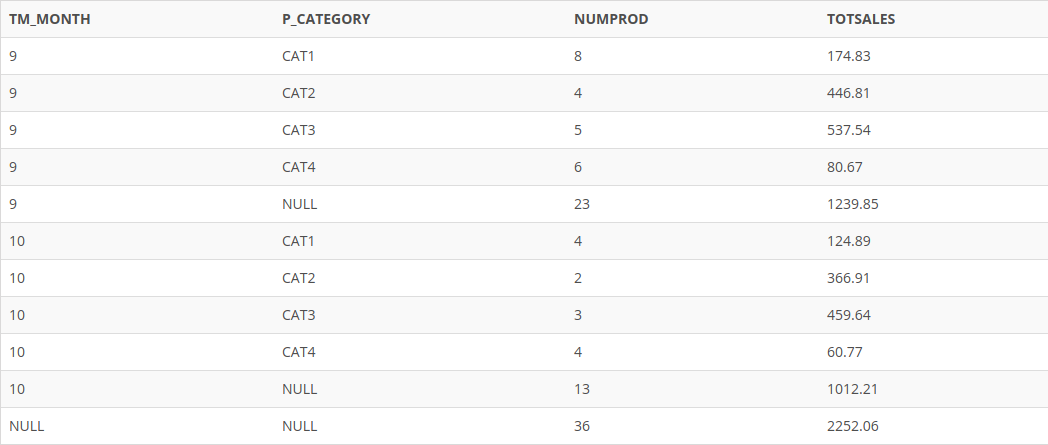 TM_MONTH P_CATEGORY NUMPROD TOTSALES
9 CAT1 8 174.83
9 CAT2 4 446.81
9 CAT3 5 537.54
9 CAT4 6 80.67
9 NULL 23 1239.85
10 CAT1 4 124.89
10 CAT2 2 366.91
10 CAT3 3 459.64
10 CAT4 4 60.77
10 NULL 13 1012.21
NULL NULL 36 2252.06